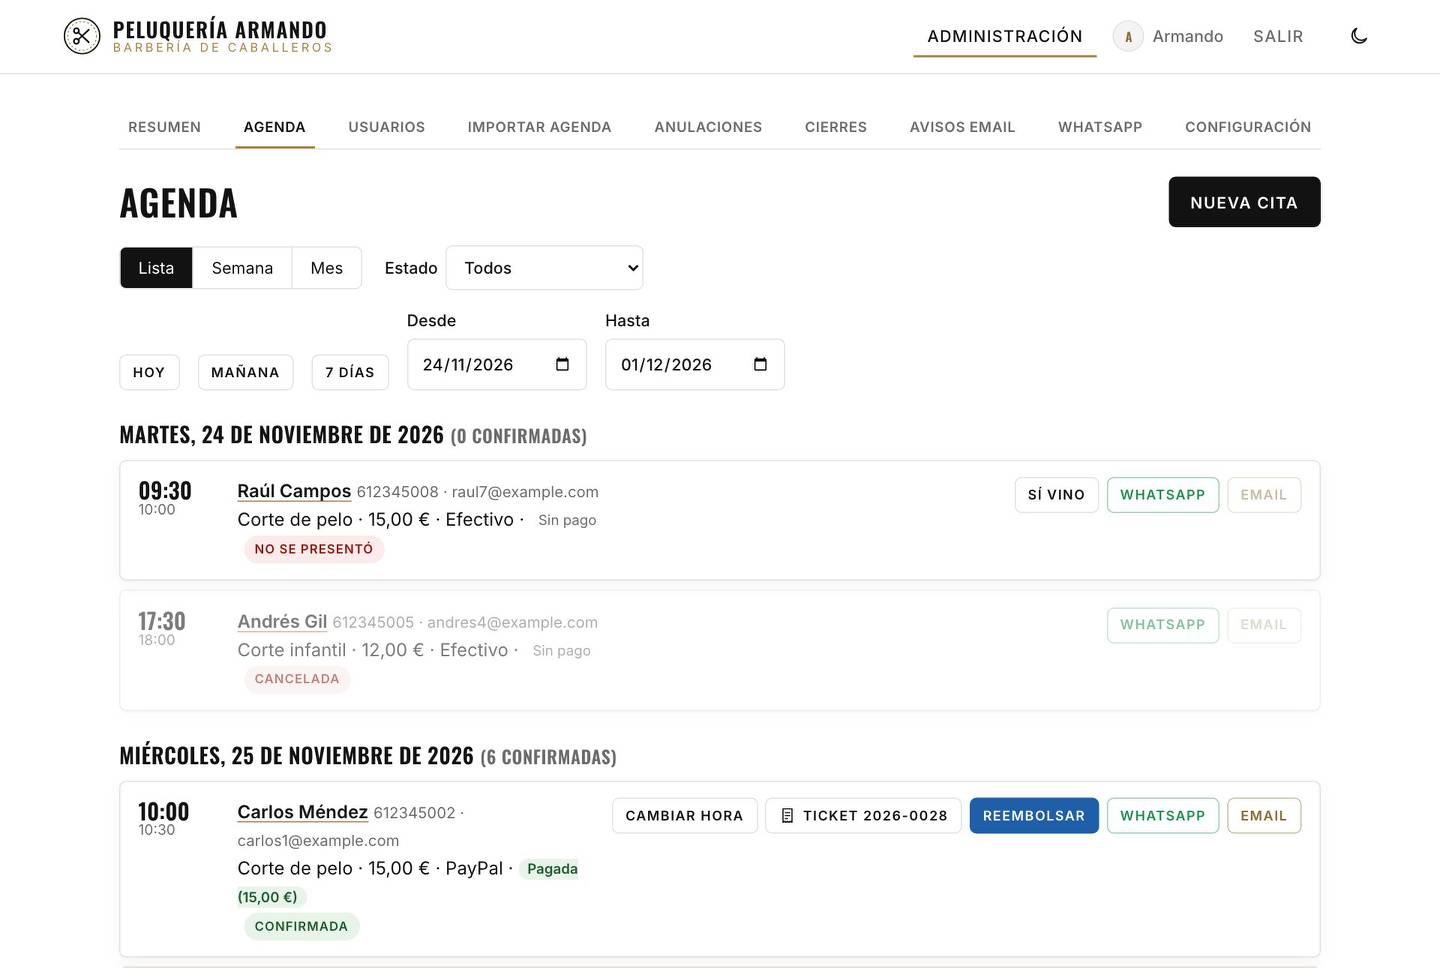 PELUQUERÍA ARMANDO
BARBERÍA DE CABALLEROS
ADMINISTRACIÓN
A
Armando
SALIR
RESUMEN
AGENDA
USUARIOS
IMPORTAR AGENDA
ANULACIONES
CIERRES
AVISOS EMAIL
WHATSAPP
CONFIGURACIÓN
AGENDA
NUEVA CITA
Lista
Semana
Mes
Estado
Todos
HOY
MAÑANA
7 DÍAS
Desde
24/11/2026
Hasta
01/12/2026
MARTES, 24 DE NOVIEMBRE DE 2026 (0 CONFIRMADAS)
09:30
10:00
Raúl Campos 612345008 · raul7@example.com
Corte de pelo · 15,00 € · Efectivo · Sin pago
NO SE PRESENTÓ
SÍ VINO
WHATSAPP
EMAIL
17:30
18:00
Andrés Gil 612345005 · andres4@example.com
Corte infantil · 12,00 € · Efectivo · Sin pago
CANCELADA
WHATSAPP
EMAIL
MIÉRCOLES, 25 DE NOVIEMBRE DE 2026 (6 CONFIRMADAS)
10:00
10:30
Carlos Méndez 612345002 ·
carlos1@example.com
Corte de pelo · 15,00 € · PayPal · Pagada
(15,00 €)
CONFIRMADA
CAMBIAR HORA
TICKET 2026-0028
REEMBOLSAR
WHATSAPP
EMAIL